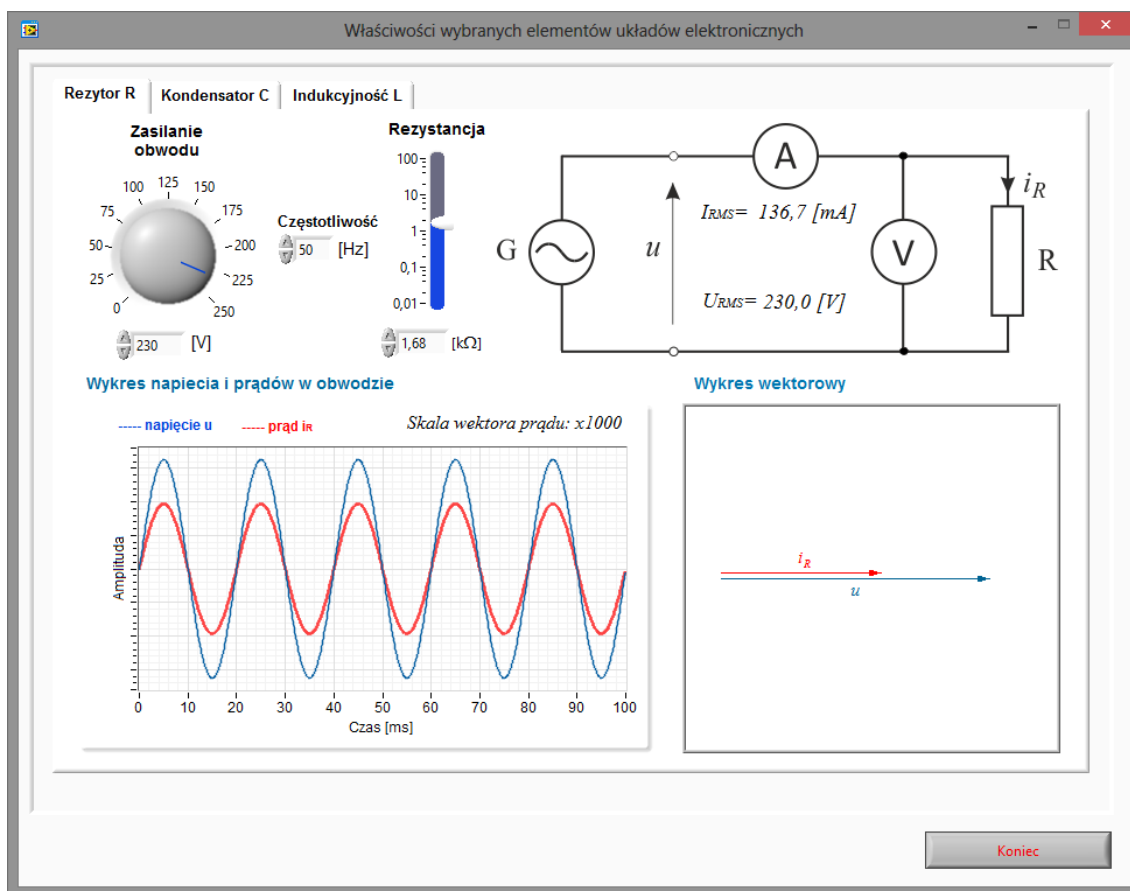 Właściwości wybranych elementów układów elektronicznych
Rezytor R
Kondensator C
Indukcyjność L
Zasilanie
obwodu
0
25
50
75
100
125
150
175
200
225
250
230 [V]
Częstotliwość
50 [Hz]
Rezystancja
100
10
1
0,1
0,01
1,68 [kΩ]
G
u
A
IRMS= 136,7 [mA]
URMS= 230,0 [V]
V
iR
R
Wykres napiecia i prądów w obwodzie
----- napięcie u
----- prąd iR
Skala wektora prądu: x1000
Amplituda
0 10 20 30 40 50 60 70 80 90 100
Czas [ms]
Wykres wektorowy
iR
u
Koniec